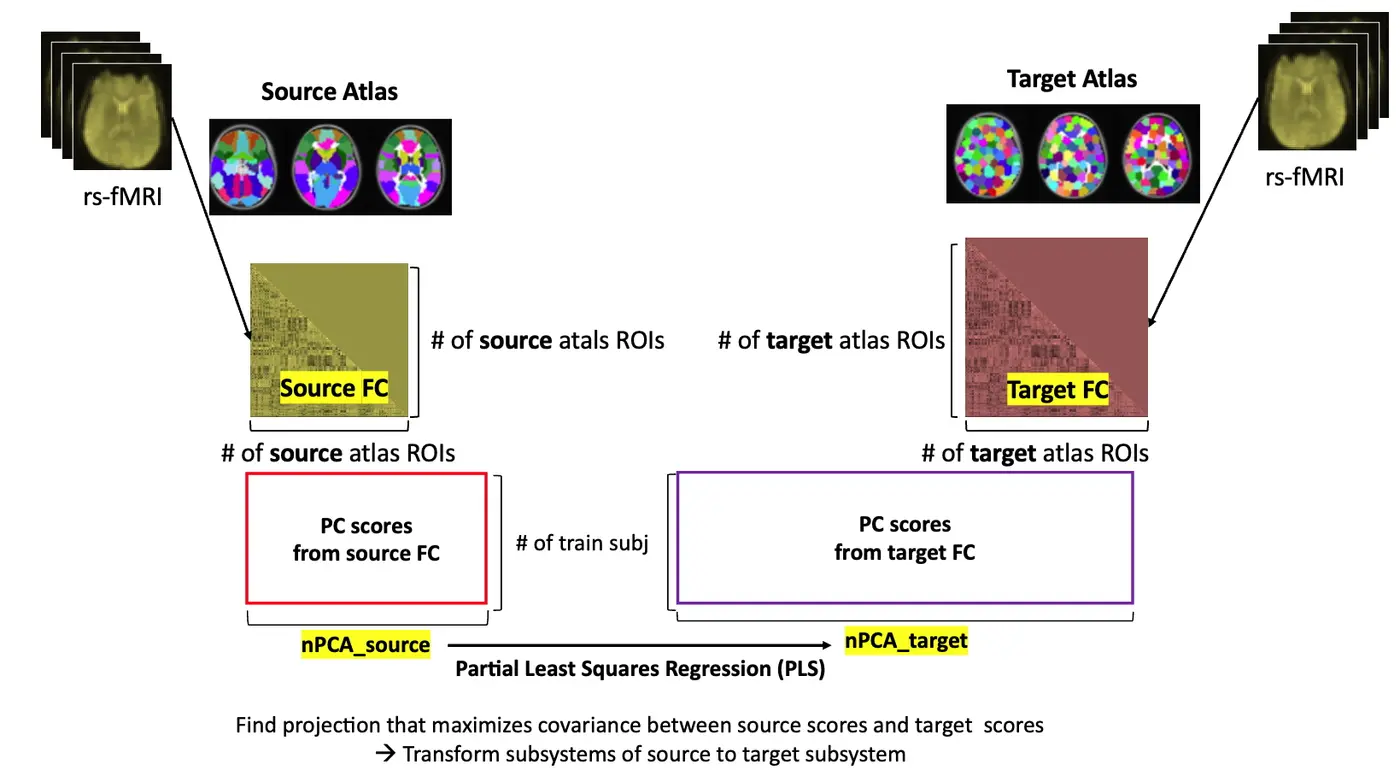 Source Atlas
Target Atlas
rs-fMRI
rs-fMRI
# of source atals ROIs
# of target atlas ROIs
Source FC
Target FC
# of source atlas ROIs
# of target atlas ROIs
PC scores
from source FC
# of train subj
PC scores
from target FC
nPCA_source
nPCA_target
Partial Least Squares Regression (PLS)
Find projection that maximizes covariance between source scores and target scores
→ Transform subsystems of source to target subsystem